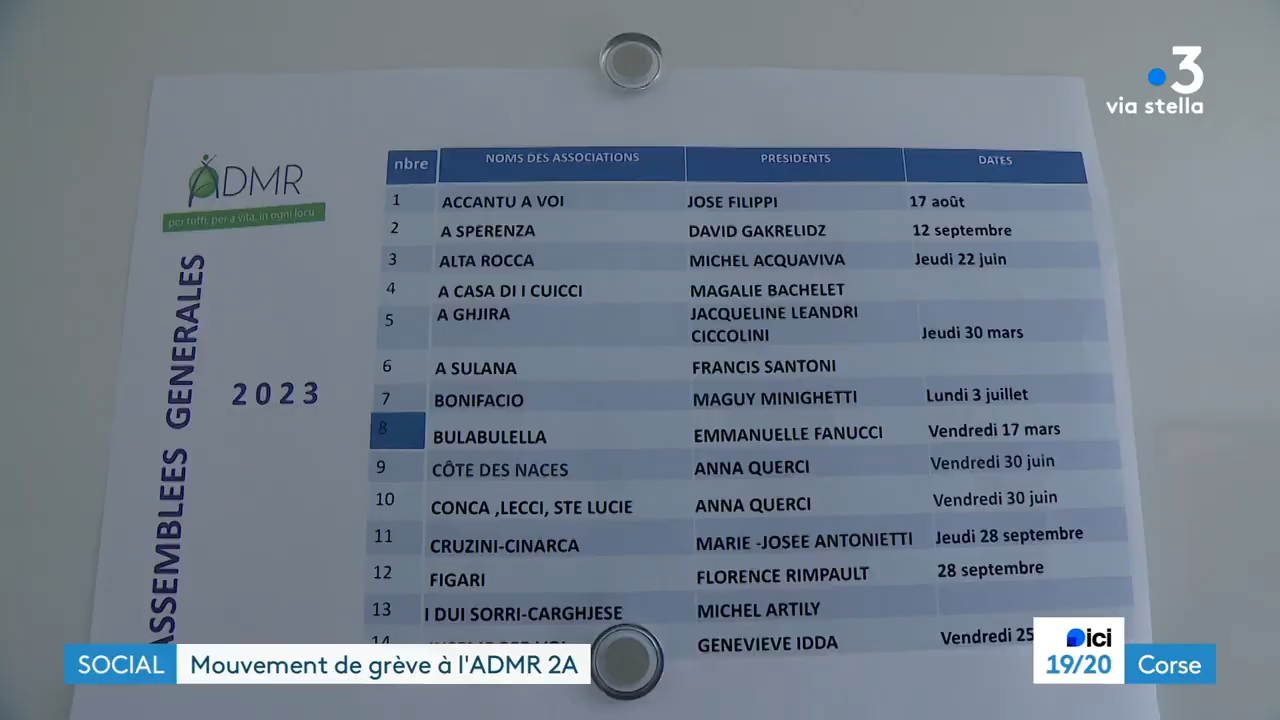 3
via stella
ADMR
per tutti, per a vita, in ogni locu
ASSEMBLEES GENERALES
2023
nbre NOMS DES ASSOCIATIONS PRESIDENTS DATES
1 ACCANTU A VOI JOSE FILIPPI 17 août
2 A SPERENZA DAVID GAKRELIDZ 12 septembre
3 ALTA ROCCA MICHEL ACQUAVIVA Jeudi 22 juin
4 A CASA DI I CUICCI MAGALIE BACHELET
5 A GHJIRA JACQUELINE LEANDRI
CICCOLINI Jeudi 30 mars
6 A SULANA FRANCIS SANTONI
7 BONIFACIO MAGUY MINIGHETTI Lundi 3 juillet
8 BULABULELLA EMMANUELLE FANUCCI Vendredi 17 mars
9 CÔTE DES NACES ANNA QUERCI Vendredi 30 juin
10 CONCA ,LECCI, STE LUCIE ANNA QUERCI Vendredi 30 juin
11 CRUZINI-CINARCA MARIE -JOSEE ANTONIETTI Jeudi 28 septembre
12 FIGARI FLORENCE RIMPAULT 28 septembre
13 I DUI SORRI-CARGHJESE MICHEL ARTILY
14 GENEVIEVE IDDA Vendredi 25
SOCIAL Mouvement de grève à l'ADMR 2A
ici
19/20 Corse